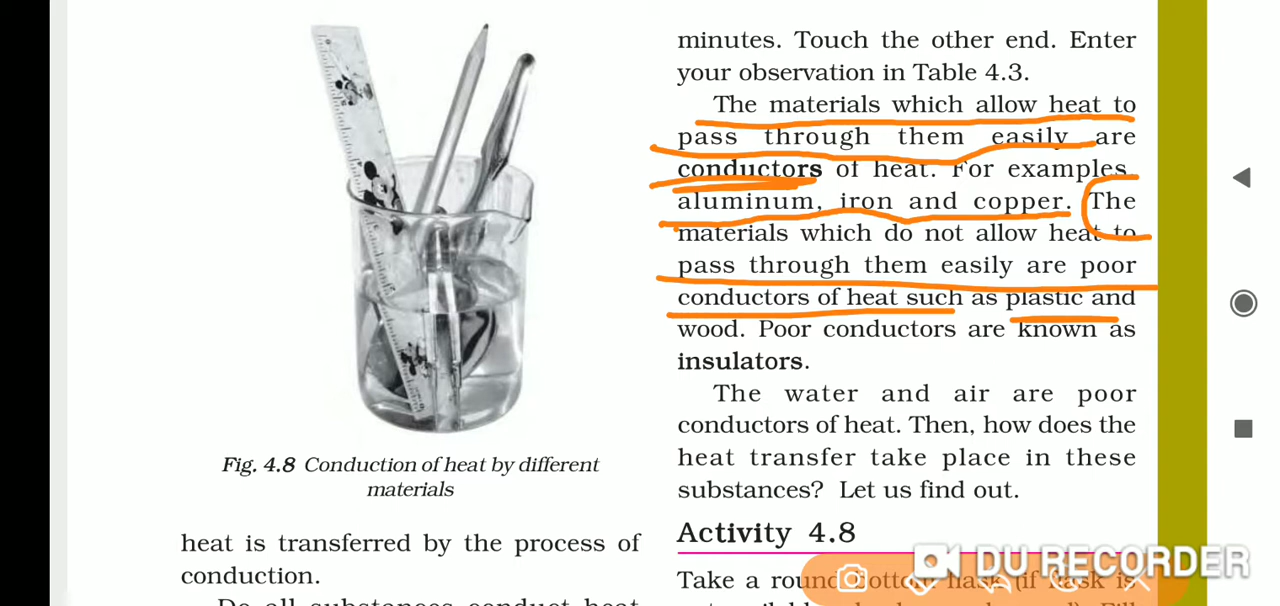 Fig. 4.8 Conduction of heat by different
materials
heat is transferred by the process of
conduction.
Do all substances conduct heat
minutes. Touch the other end. Enter
your observation in Table 4.3.
The materials which allow heat to
pass through them easily are
conductors of heat. For examples,
aluminum, iron and copper. The
materials which do not allow heat to
pass through them easily are poor
conductors of heat such as plastic and
wood. Poor conductors are known as
insulators.
The water and air are poor
conductors of heat. Then, how does the
heat transfer take place in these
substances? Let us find out.
Activity 4.8
DU RECORDER
Take a round bottom flask (if flask is